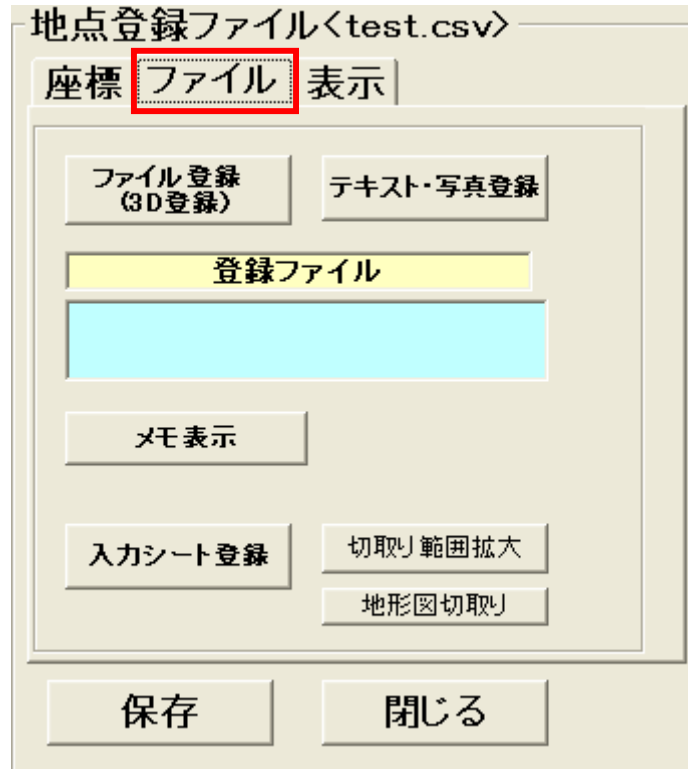 地点登録ファイル<test.csv>
座標 ファイル 表示
ファイル登録
(3D登録)
テキスト・写真登録
登録ファイル
メモ表示
入力シート登録
切取り範囲拡大
地形図切取り
保存 閉じる